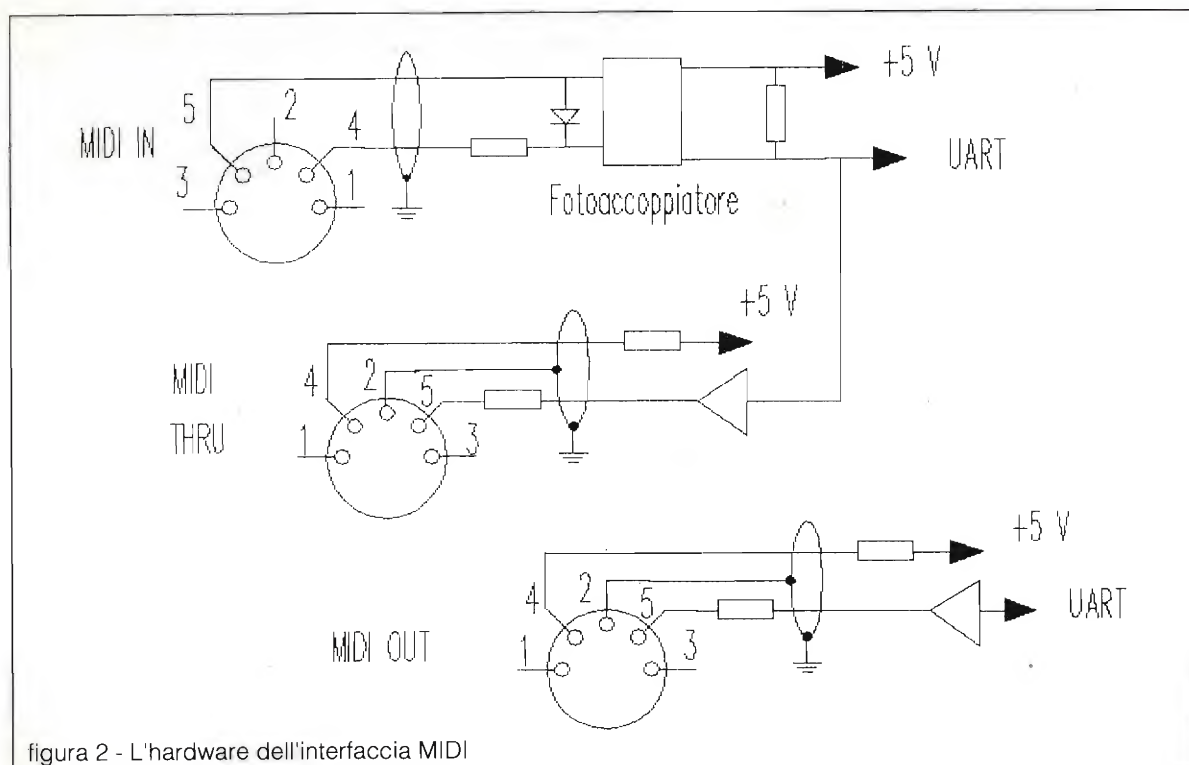 +5 V
5
2
4
MIDI IN
UART
3
1
Fotoaccoppiatore
+5 V
MIDI
THRU
4
2
5
1
3
+5 V
4
2
5
UART
MIDI OUT
1
3
figura 2 - L'hardware dell'interfaccia MIDI